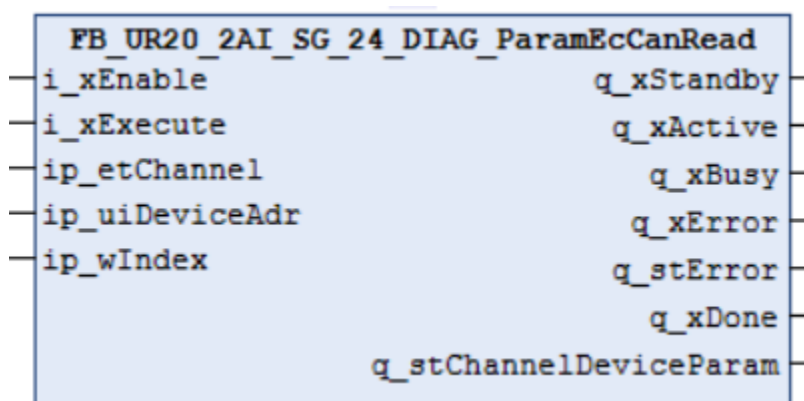 FB_UR20_2AI_SG_24_DIAG_ParamEcCanRead
i_xEnable q_xStandby
i_xExecute q_xActive
ip_etChannel q_xBusy
ip_uiDeviceAdr q_xError
ip_wIndex q_stError
q_xDone
q_stChannelDeviceParam